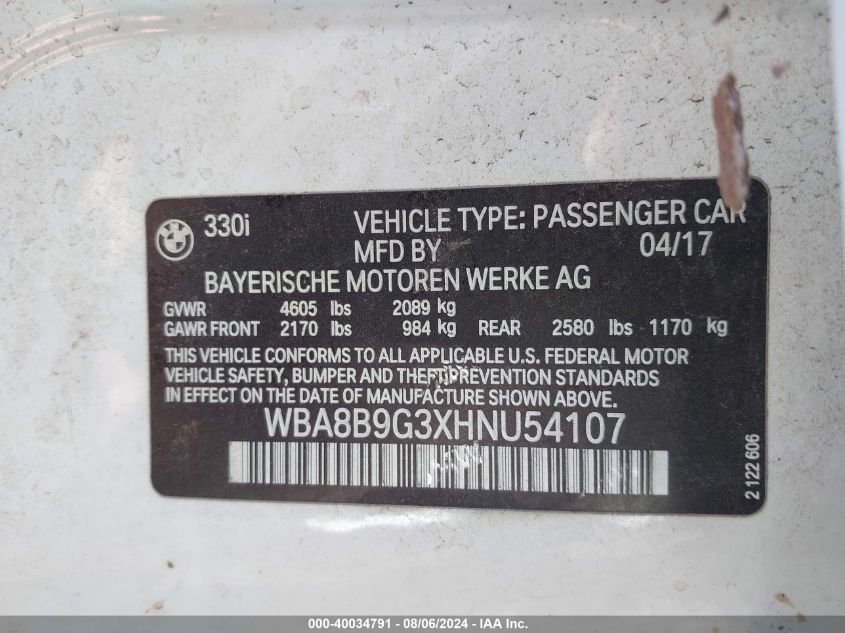 330i VEHICLE TYPE: PASSENGER CAR
MFD BY 04/17
BAYERISCHE MOTOREN WERKE AG
GVWR 4605 lbs 2089 kg
GAWR FRONT 2170 lbs 984 kg REAR 2580 lbs 1170 kg
THIS VEHICLE CONFORMS TO ALL APPLICABLE U.S. FEDERAL MOTOR
VEHICLE SAFETY, BUMPER AND THEFT PREVENTION STANDARDS
IN EFFECT ON THE DATE OF MANUFACTURE SHOWN ABOVE.
WBA8B9G3XHNU54107
2 122 606
000-40034791 - 08/06/2024 - IAA Inc.